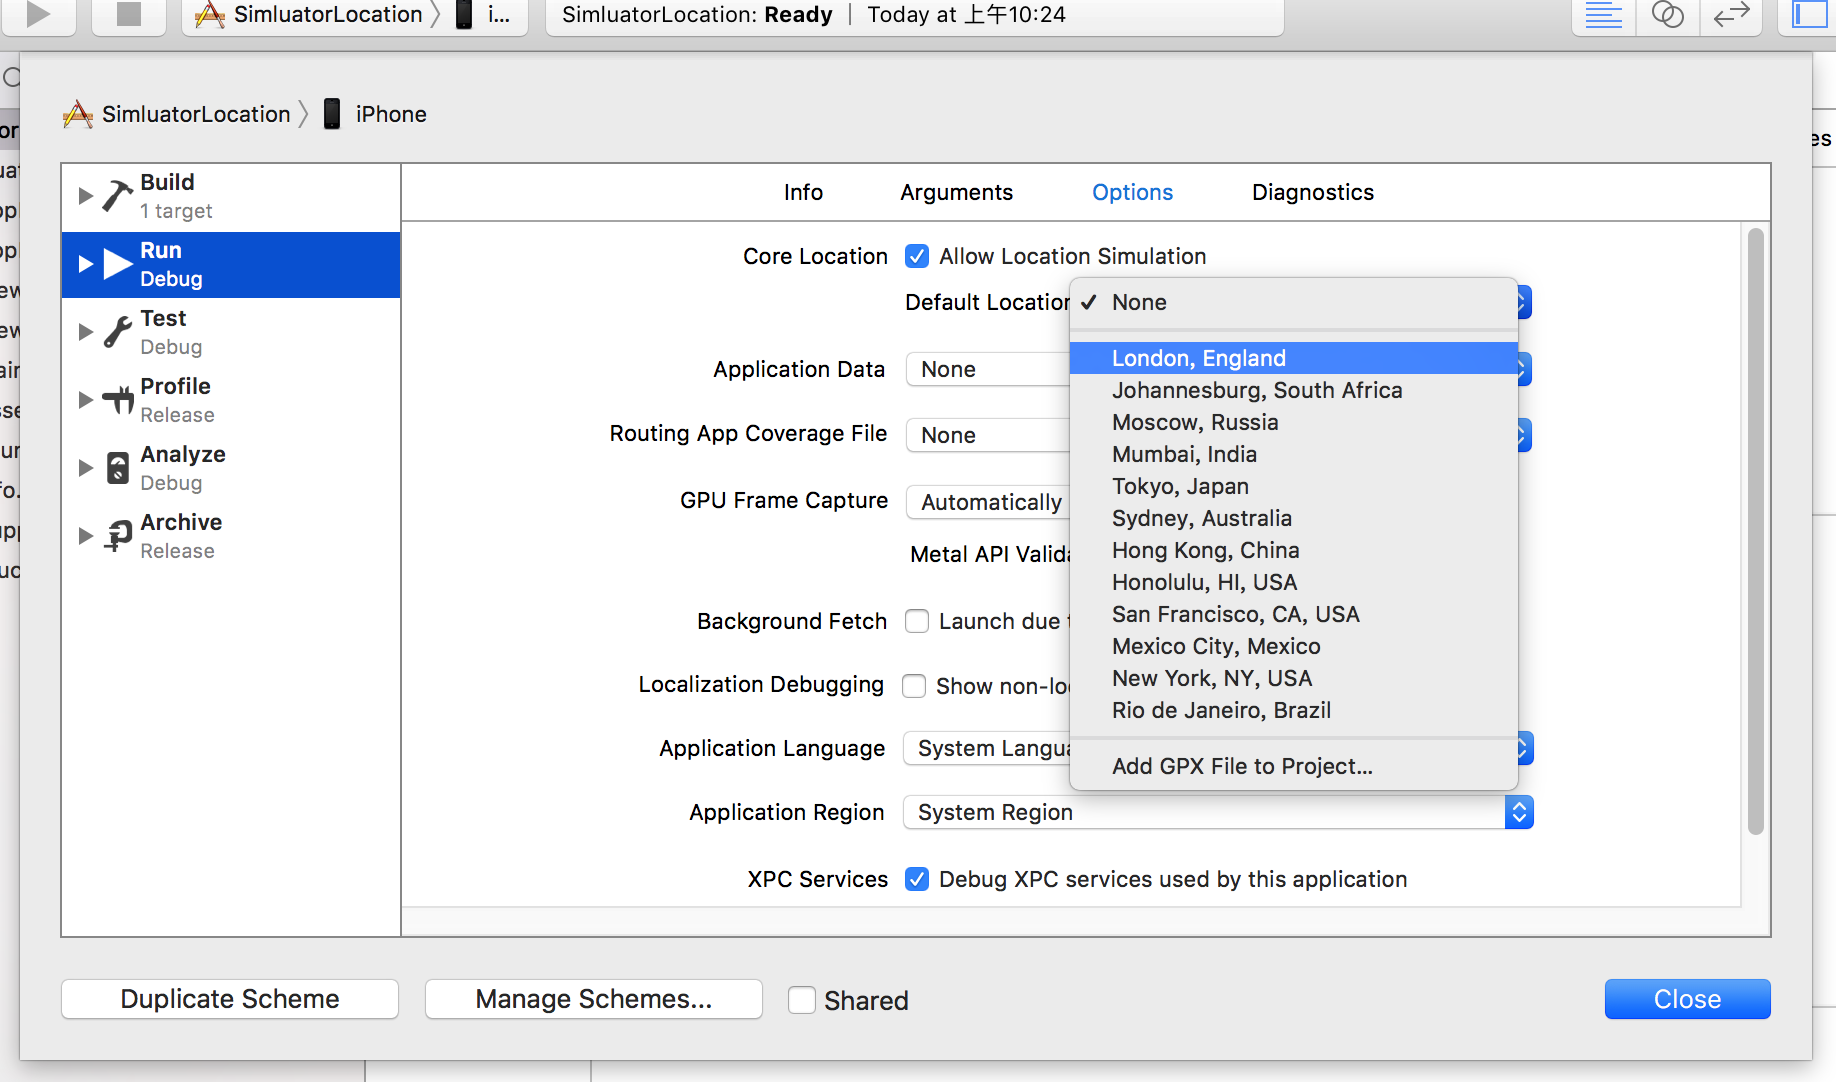 SimluatorLocation
i...
SimluatorLocation: Ready | Today at 上午10:24
SimluatorLocation
iPhone
Build
1 target
Run
Debug
Test
Debug
Profile
Release
Analyze
Debug
Archive
Release
Info Arguments Options Diagnostics
Core Location Allow Location Simulation
Default Location
✓ None
London, England
Johannesburg, South Africa
Moscow, Russia
Mumbai, India
Tokyo, Japan
Sydney, Australia
Hong Kong, China
Honolulu, HI, USA
San Francisco, CA, USA
Mexico City, Mexico
New York, NY, USA
Rio de Janeiro, Brazil
Add GPX File to Project...
Application Data None
Routing App Coverage File None
GPU Frame Capture Automatically
Metal API Valida
Background Fetch Launch due
Localization Debugging Show non-lo
Application Language System Langua
Application Region System Region
XPC Services Debug XPC services used by this application
Duplicate Scheme
Manage Schemes...
Shared
Close